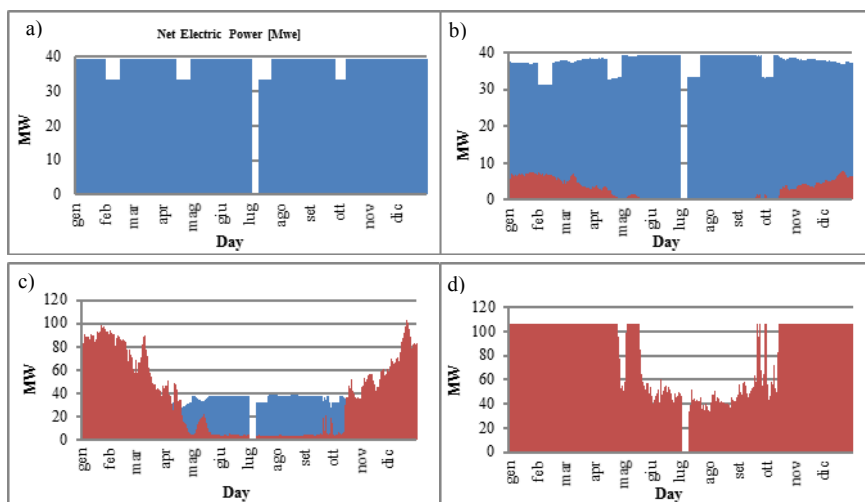 a)
Net Electric Power [Mwe]
40
30
20
10
0
MW
gen
feb
mar
apr
mag
giu
lug
ago
set
ott
nov
dic
Day
b)
40
30
20
10
0
MW
gen
feb
mar
apr
mag
giu
lug
ago
set
ott
nov
dic
Day
c)
120
100
80
60
40
20
0
MW
gen
feb
mar
apr
mag
giu
lug
ago
set
ott
nov
dic
Day
d)
120
100
80
60
40
20
0
MW
gen
feb
mar
apr
mag
giu
lug
ago
set
ott
nov
dic
Day